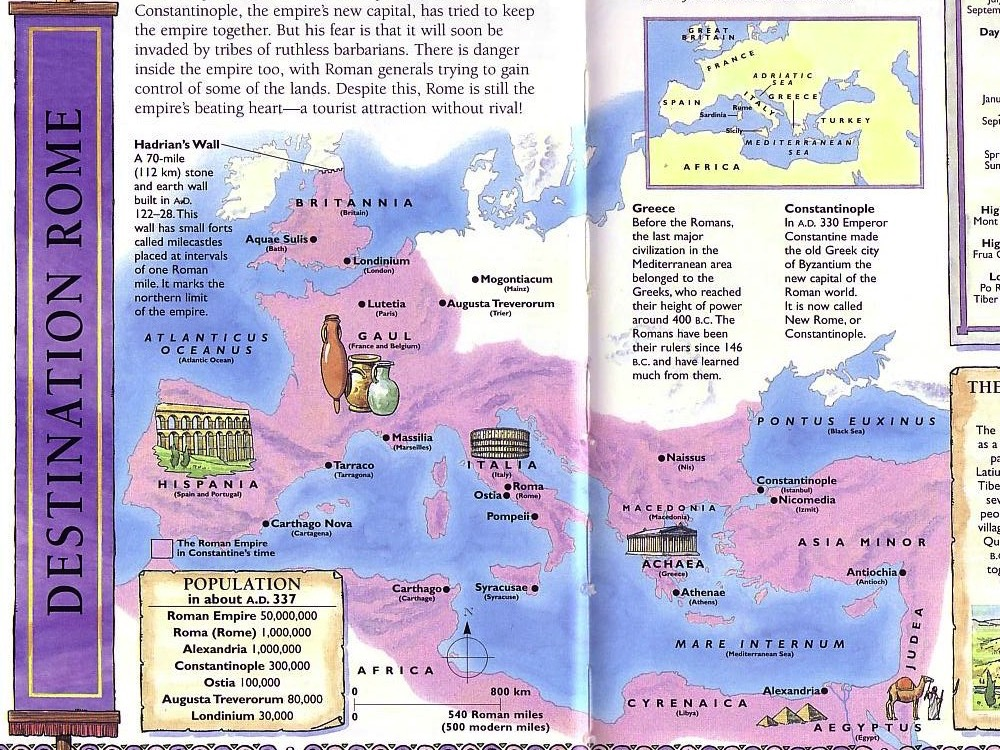 DESTINATION ROME
Constantinople, the empire's new capital, has tried to keep
the empire together. But his fear is that it will soon be
invaded by tribes of ruthless barbarians. There is danger
inside the empire too, with Roman generals trying to gain
control of some of the lands. Despite this, Rome is still the
empire's beating heart—a tourist attraction without rival!
Hadrian's Wall
A 70-mile
(112 km) stone
and earth wall
built in A.D.
122–28. This
wall has small forts
called milecastles
placed at intervals
of one Roman
mile. It marks the
northern limit
of the empire.
BRITANNIA
(Britain)
Aquae Sulis
(Bath)
Londinium
(London)
Mogontiacum
(Mainz)
Lutetia
(Paris)
Augusta Treverorum
(Trier)
GAUL
(France and Belgium)
ATLANTICUS
OCEANUS
(Atlantic Ocean)
Massilia
(Marseilles)
Tarraco
(Tarragona)
HISPANIA
(Spain and Portugal)
Carthago Nova
(Cartagena)
ITALIA
(Italy)
Roma
(Rome)
Ostia
Pompeii
The Roman Empire
in Constantine's time
Carthago
(Carthage)
Syracusae
(Syracuse)
POPULATION
in about A.D. 337
Roman Empire 50,000,000
Roma (Rome) 1,000,000
Alexandria 1,000,000
Constantinople 300,000
Ostia 100,000
Augusta Treverorum 80,000
Londinium 30,000
AFRICA
N
0 800 km
0 540 Roman miles
(500 modern miles)
GREAT
BRITAIN
FRANCE
ADRIATIC
SEA
ITALY
GREECE
SPAIN
Rome
Sardinia
TURKEY
Sicily
MEDITERRANEAN
SEA
AFRICA
Greece
Before the Romans,
the last major
civilization in the
Mediterranean area
belonged to the
Greeks, who reached
their height of power
around 400 B.C. The
Romans have been
their rulers since 146
B.C. and have learned
much from them.
Constantinople
In A.D. 330 Emperor
Constantine made
the old Greek city
of Byzantium the
new capital of the
Roman world.
It is now called
New Rome, or
Constantinople.
PONTUS EUXINUS
(Black Sea)
Naissus
(Nis)
Constantinople
(Istanbul)
Nicomedia
(Izmit)
MACEDONIA
(Macedonia)
ASIA MINOR
ACHAEA
(Greece)
Antiochia
(Antioch)
Athenae
(Athens)
MARE INTERNUM
(Mediterranean Sea)
JUDEA
Alexandria
CYRENAICA
(Libya)
AEGYPTUS
(Egypt)
Day
Mont
Frua
Tiber
THE
The
as a